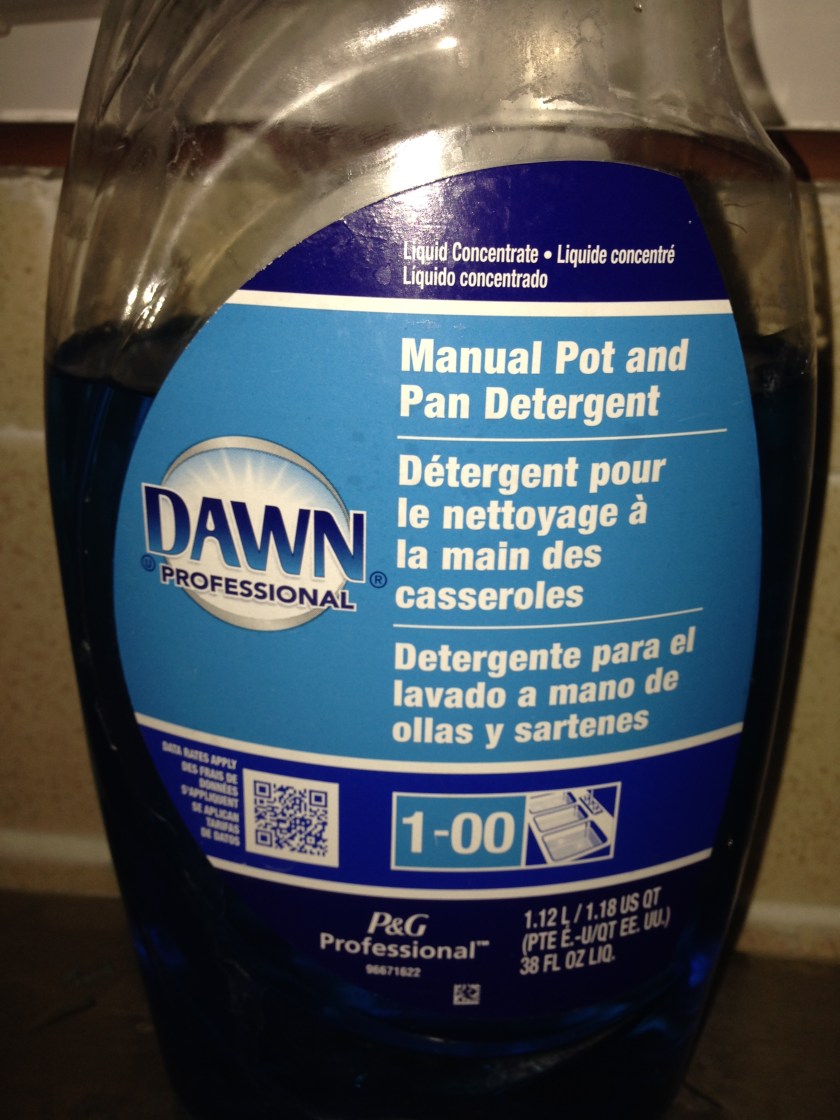 Liquid Concentrate • Liquide concentré
Líquido concentrado
Manual Pot and
Pan Detergent
Détergent pour
le nettoyage à
la main des
casseroles
Detergente para el
lavado a mano de
ollas y sartenes
DAWN
PROFESSIONAL ®
DATA RATES APPLY
DES FRAIS DE
DONNÉES
S'APPLIQUENT
SE APLICAN
TARIFAS
DE DATOS
1-00
P&G
Professional™
96671622
1.12 L / 1.18 US QT
(PTE É.-U/QT EE. UU.)
38 FL OZ LIQ.